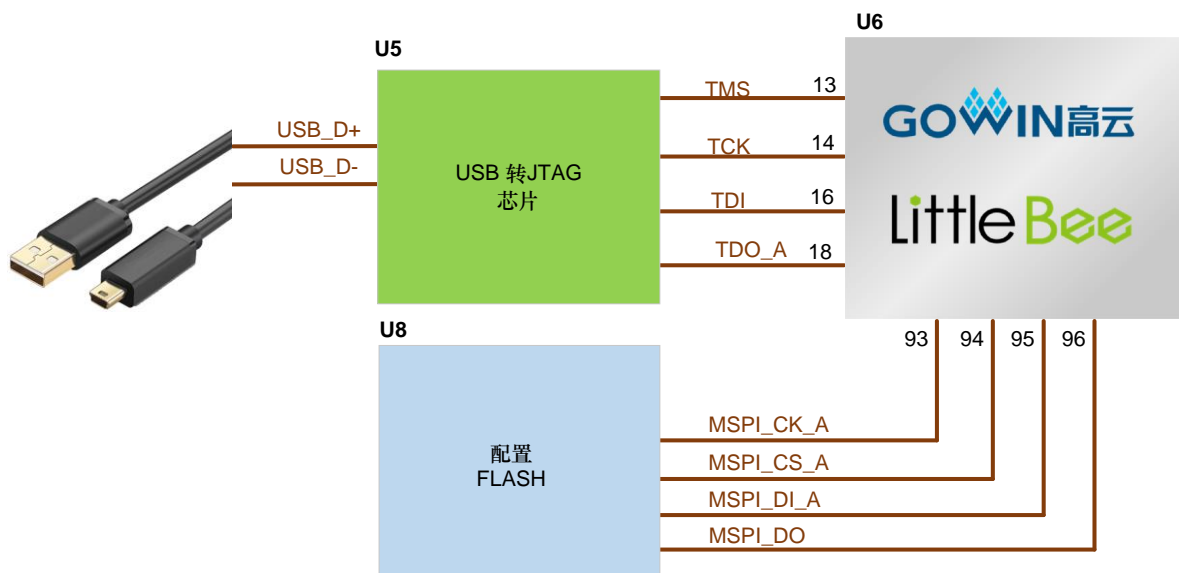 U5
U6
USB_D+
USB_D-
USB 转JTAG
芯片
TMS 13
TCK 14
TDI 16
TDO_A 18
GOWIN高云
LittleBee
U8
93 94 95 96
配置
FLASH
MSPI_CK_A
MSPI_CS_A
MSPI_DI_A
MSPI_DO